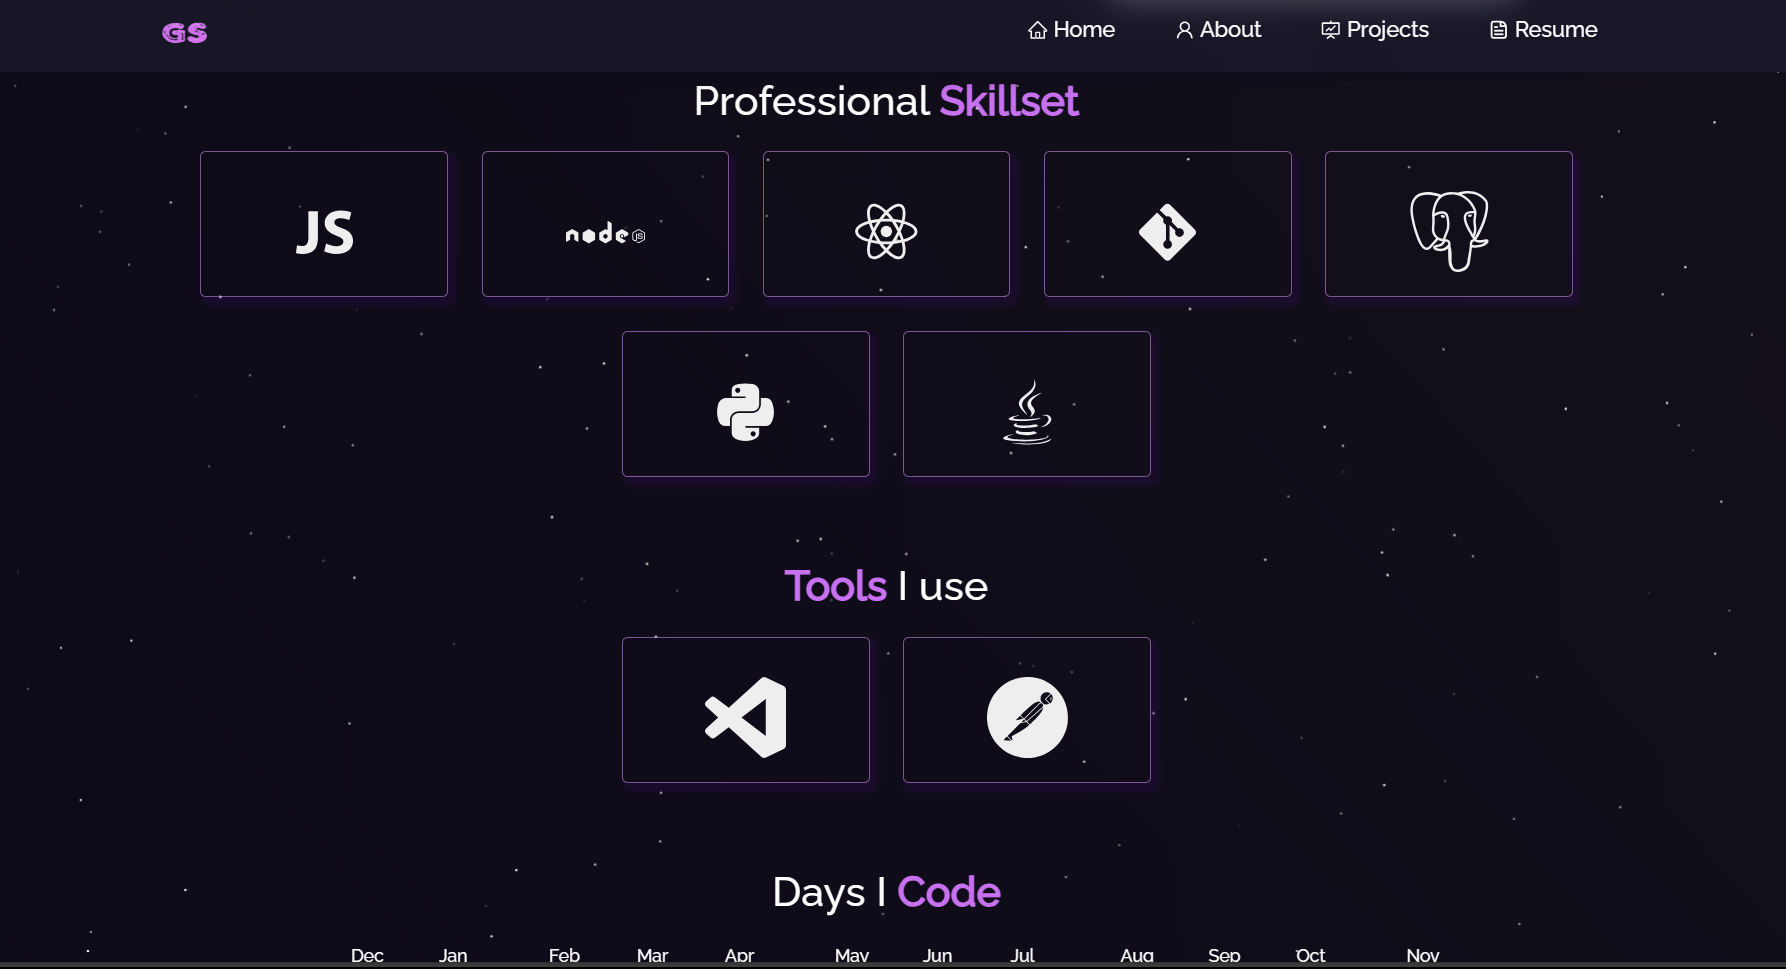 GS
Home About Projects Resume
Professional Skillset
JS
node JS
Tools I use
Days I Code
Dec Jan Feb Mar Apr May Jun Jul Aug Sep Oct Nov